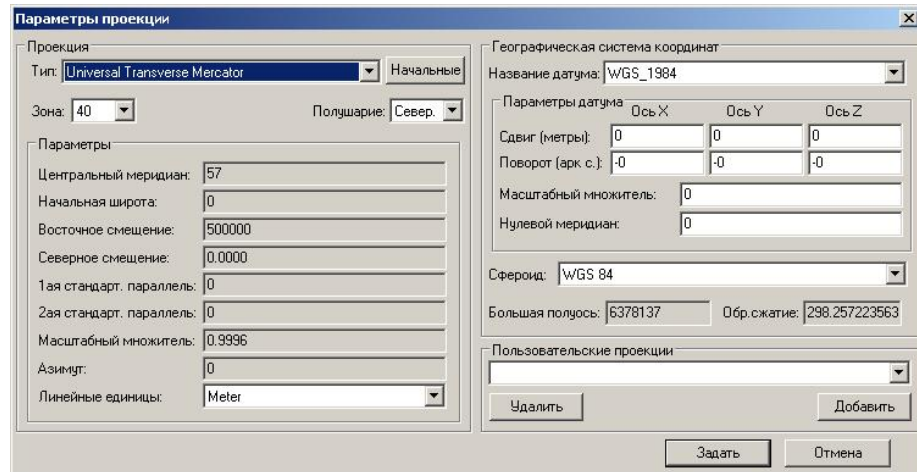 Параметры проекции
Проекция
Тип: Universal Transverse Mercator Начальные
Зона: 40 Полушарие: Север.
Параметры
Центральный меридиан: 57
Начальная широта: 0
Восточное смещение: 500000
Северное смещение: 0.0000
1ая стандарт. параллель: 0
2ая стандарт. параллель: 0
Масштабный множитель: 0.9996
Азимут: 0
Линейные единицы: Meter
Географическая система координат
Название датума: WGS_1984
Параметры датума
Ось X Ось Y Ось Z
Сдвиг (метры): 0 0 0
Поворот (арк с.): -0 -0 -0
Масштабный множитель: 0
Нулевой меридиан: 0
Сфероид: WGS 84
Большая полуось: 6378137 Обр.сжатие: 298.257223563
Пользовательские проекции
Удалить Добавить
Задать Отмена